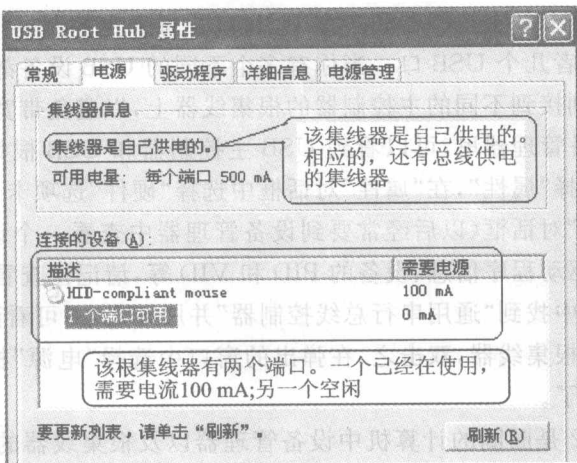 USB Root Hub 属性
常规 电源 驱动程序 详细信息 电源管理
集线器信息
集线器是自己供电的。
可用电量: 每个端口 500 mA
该集线器是自已供电的。
相应的,还有总线供电
的集线器
连接的设备(A):
描述 需要电源
HID-compliant mouse 100 mA
1 个端口可用 0 mA
该根集线器有两个端口。一个已经在使用,
需要电流100 mA;另一个空闲
要更新列表,请单击“刷新”。 刷新(R)